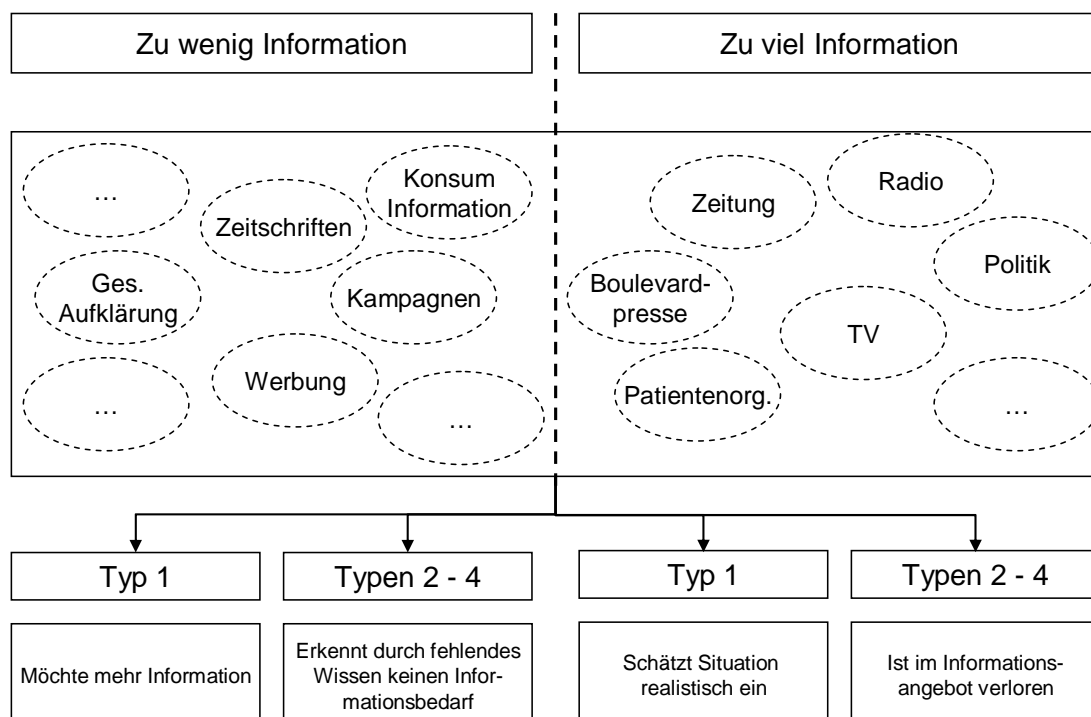 Zu wenig Information
Zu viel Information
…
Zeitschriften
Konsum
Information
Ges.
Aufklärung
Kampagnen
…
Werbung
…
Zeitung
Radio
Boulevard-
presse
Politik
TV
Patientenorg.
…
Typ 1
Typen 2 - 4
Typ 1
Typen 2 - 4
Möchte mehr Information
Erkennt durch fehlendes
Wissen keinen Infor-
mationsbedarf
Schätzt Situation
realistisch ein
Ist im Informations-
angebot verloren